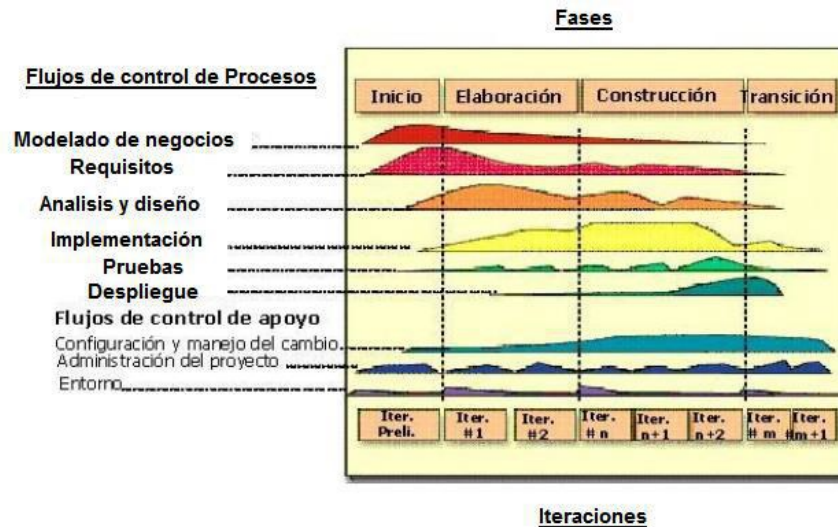 Fases
Flujos de control de Procesos
Inicio
Elaboración
Construcción
Transición
Modelado de negocios
Requisitos
Analisis y diseño
Implementación
Pruebas
Despliegue
Flujos de control de apoyo
Configuración y manejo del cambio
Administración del proyecto
Entorno
Iter.
Preli.
Iter.
#1
Iter.
#2
Iter.
# n
Iter.
n+1
Iter.
n+2
Iter.
# m
Iter.
#m+1
Iteraciones